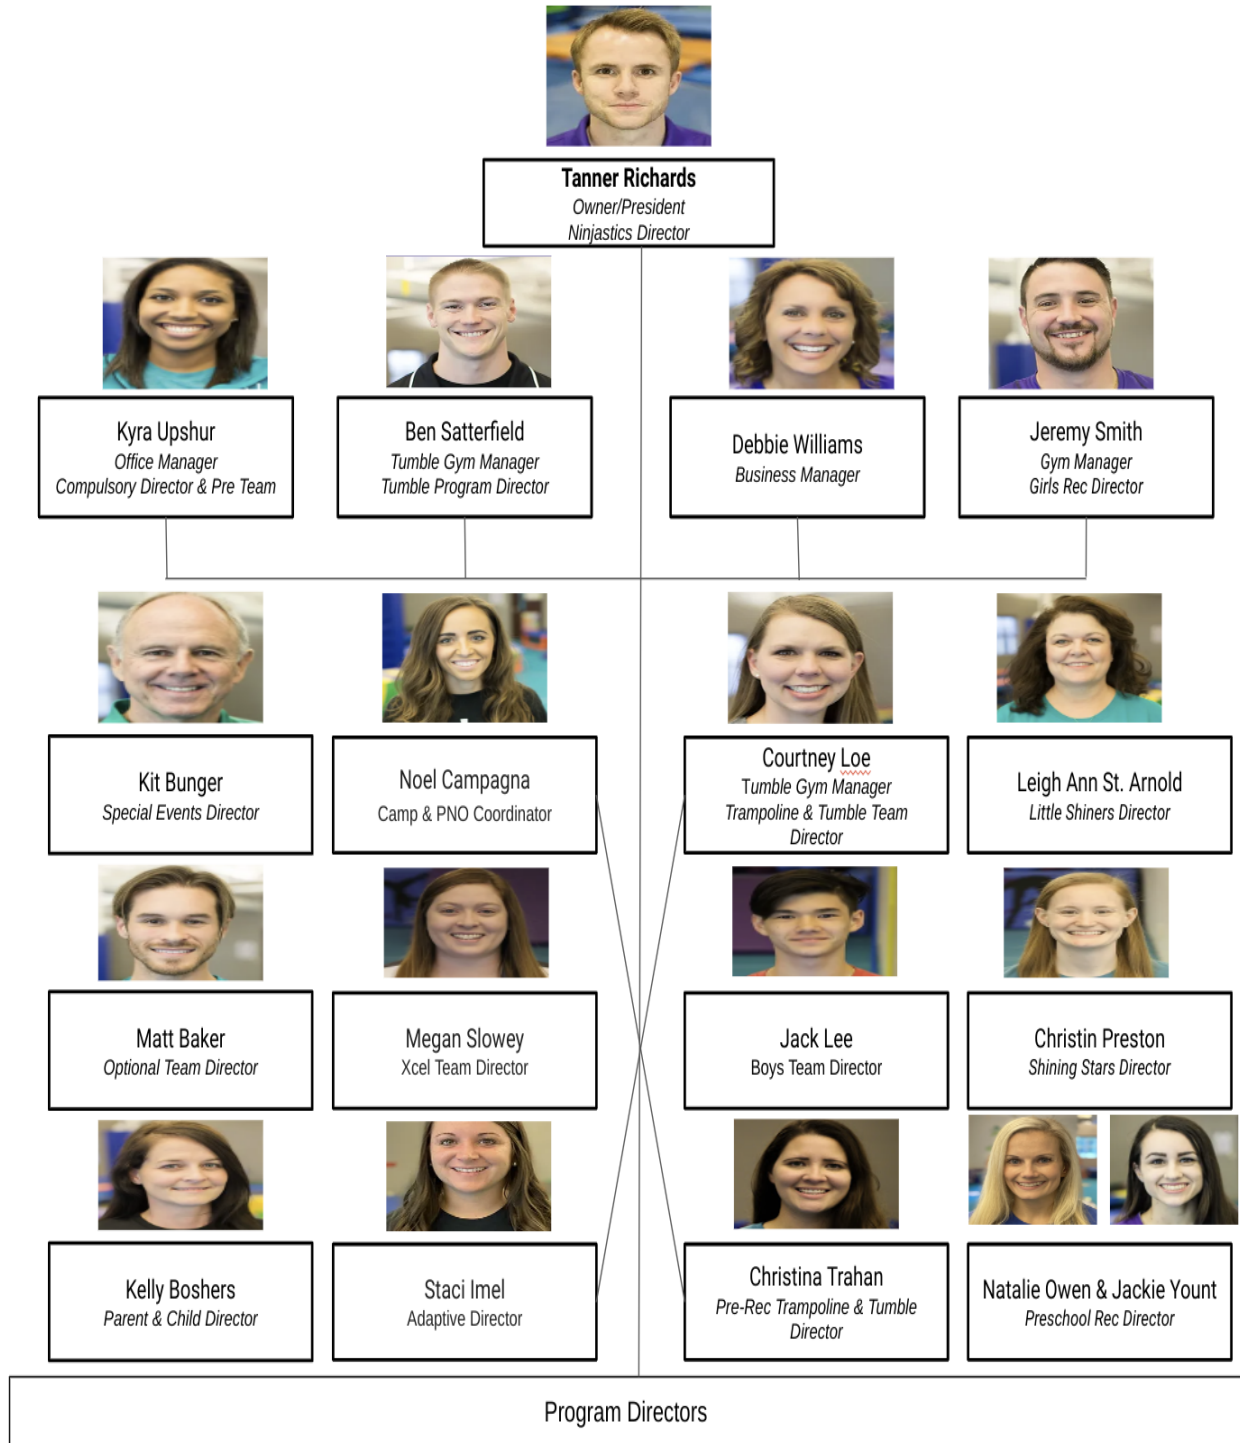 Tanner Richards
Owner/President
Ninjastics Director
Kyra Upshur
Office Manager
Compulsory Director & Pre Team
Ben Satterfield
Tumble Gym Manager
Tumble Program Director
Debbie Williams
Business Manager
Jeremy Smith
Gym Manager
Girls Rec Director
Kit Bunger
Special Events Director
Noel Campagna
Camp & PNO Coordinator
Courtney Loe
Tumble Gym Manager
Trampoline & Tumble Team
Director
Leigh Ann St. Arnold
Little Shiners Director
Matt Baker
Optional Team Director
Megan Slowey
Xcel Team Director
Jack Lee
Boys Team Director
Christin Preston
Shining Stars Director
Kelly Boshers
Parent & Child Director
Staci Imel
Adaptive Director
Christina Trahan
Pre-Rec Trampoline & Tumble
Director
Natalie Owen & Jackie Yount
Preschool Rec Director
Program Directors